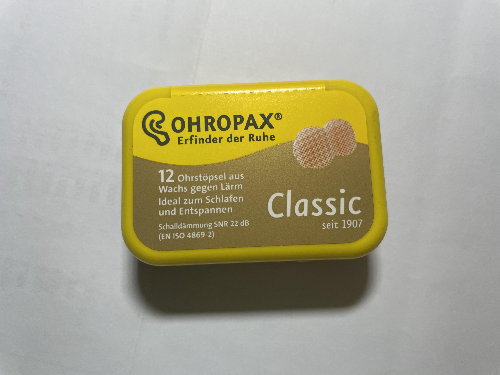 OHROPAX®
Erfinder der Ruhe
12 Ohrstöpsel aus
Wachs gegen Lärm
Ideal zum Schlafen
und Entspannen
Schalldämmung SNR 22 dB
(EN ISO 4869-2)
Classic
seit 1907